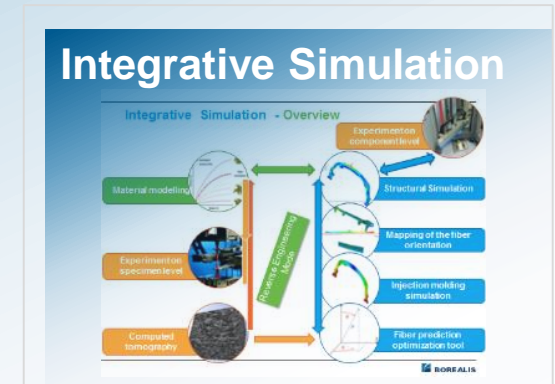 Integrative Simulation
Integrative Simulation - Overview
Experiment on
component level
Material modelling
Structural Simulation
Mapping of the fiber
orientation
Experiment on
specimen level
Reverse Engineering
Mode
Injection molding
simulation
Computed
tomography
Fiber prediction
optimization tool
BOREALIS